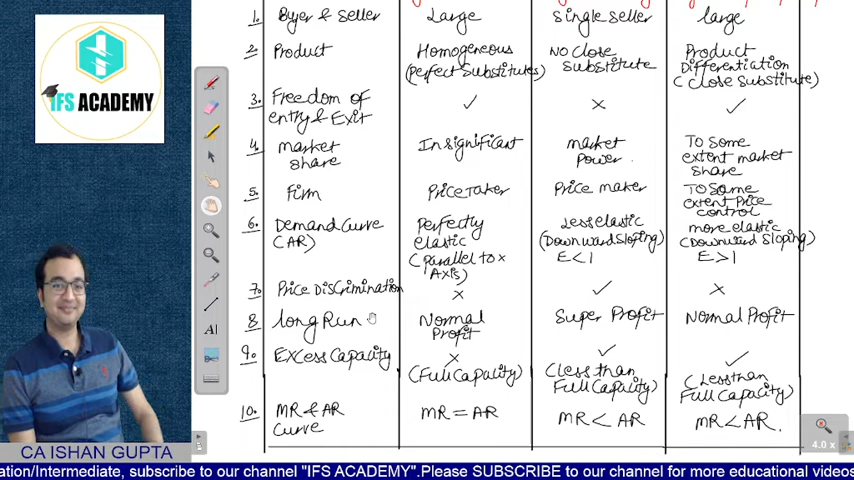 1. Byer & Seller Large Single seller large
2. Product Homogeneous (Perfect Substitutes) No Close Substitute Product Differentiation (Close Substitute)
3. Freedom of entry & Exit ✓ × ✓
4. market share Insignificant market Power. To Some extent market share
5. Firm Price taker Price maker To Some extent Price control
6. Demand Curve (AR) Perfectly elastic (Parallel to x Axis) Less elastic (Downward Sloping) E<1 more elastic (Downward Sloping) E>1
7. Price Discrimination × ✓ ×
8 long Run Normal Profit Super Profit Normal Profit
9. Excess Capacity × (Full Capacity) ✓ (less than Full Capacity) ✓ (Less than Full Capacity)
10. MR & AR Curve MR = AR MR < AR MR < AR.
IFS ACADEMY
A
4.0 x
CA ISHAN GUPTA
ation/Intermediate, subscribe to our channel "IFS ACADEMY".Please SUBSCRIBE to our channel for more educational videos